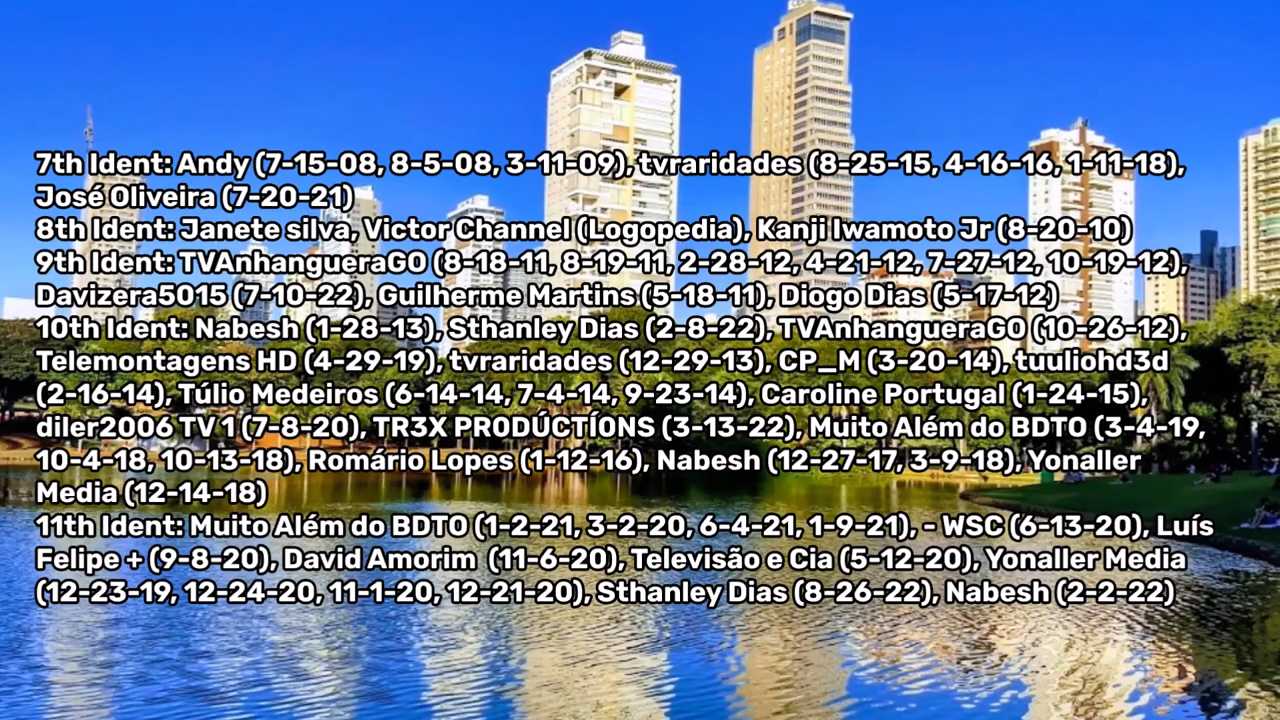 7th Ident: Andy (7-15-08, 8-5-08, 3-11-09), tvraridades (8-25-15, 4-16-16, 1-11-18),
José Oliveira (7-20-21)
8th Ident: Janete silva, Victor Channel (Logopedia), Kanji Iwamoto Jr (8-20-10)
9th Ident: TVAnhangueraGO (8-18-11, 8-19-11, 2-28-12, 4-21-12, 7-27-12, 10-19-12),
Davizera5015 (7-10-22), Guilherme Martins (5-18-11), Diogo Dias (5-17-12)
10th Ident: Nabesh (1-28-13), Sthanley Dias (2-8-22), TVAnhangueraGO (10-26-12),
Telemontagens HD (4-29-19), tvraridades (12-29-13), CP_M (3-20-14), tuuliohd3d
(2-16-14), Túlio Medeiros (6-14-14, 7-4-14, 9-23-14), Caroline Portugal (1-24-15),
diler2006 TV 1 (7-8-20), TR3X PRODÚCTÍONS (3-13-22), Muito Além do BDTO (3-4-19,
10-4-18, 10-13-18), Romário Lopes (1-12-16), Nabesh (12-27-17, 3-9-18), Yonaller
Media (12-14-18)
11th Ident: Muito Além do BDTO (1-2-21, 3-2-20, 6-4-21, 1-9-21), - WSC (6-13-20), Luís
Felipe + (9-8-20), David Amorim  (11-6-20), Televisão e Cia (5-12-20), Yonaller Media
(12-23-19, 12-24-20, 11-1-20, 12-21-20), Sthanley Dias (8-26-22), Nabesh (2-2-22)